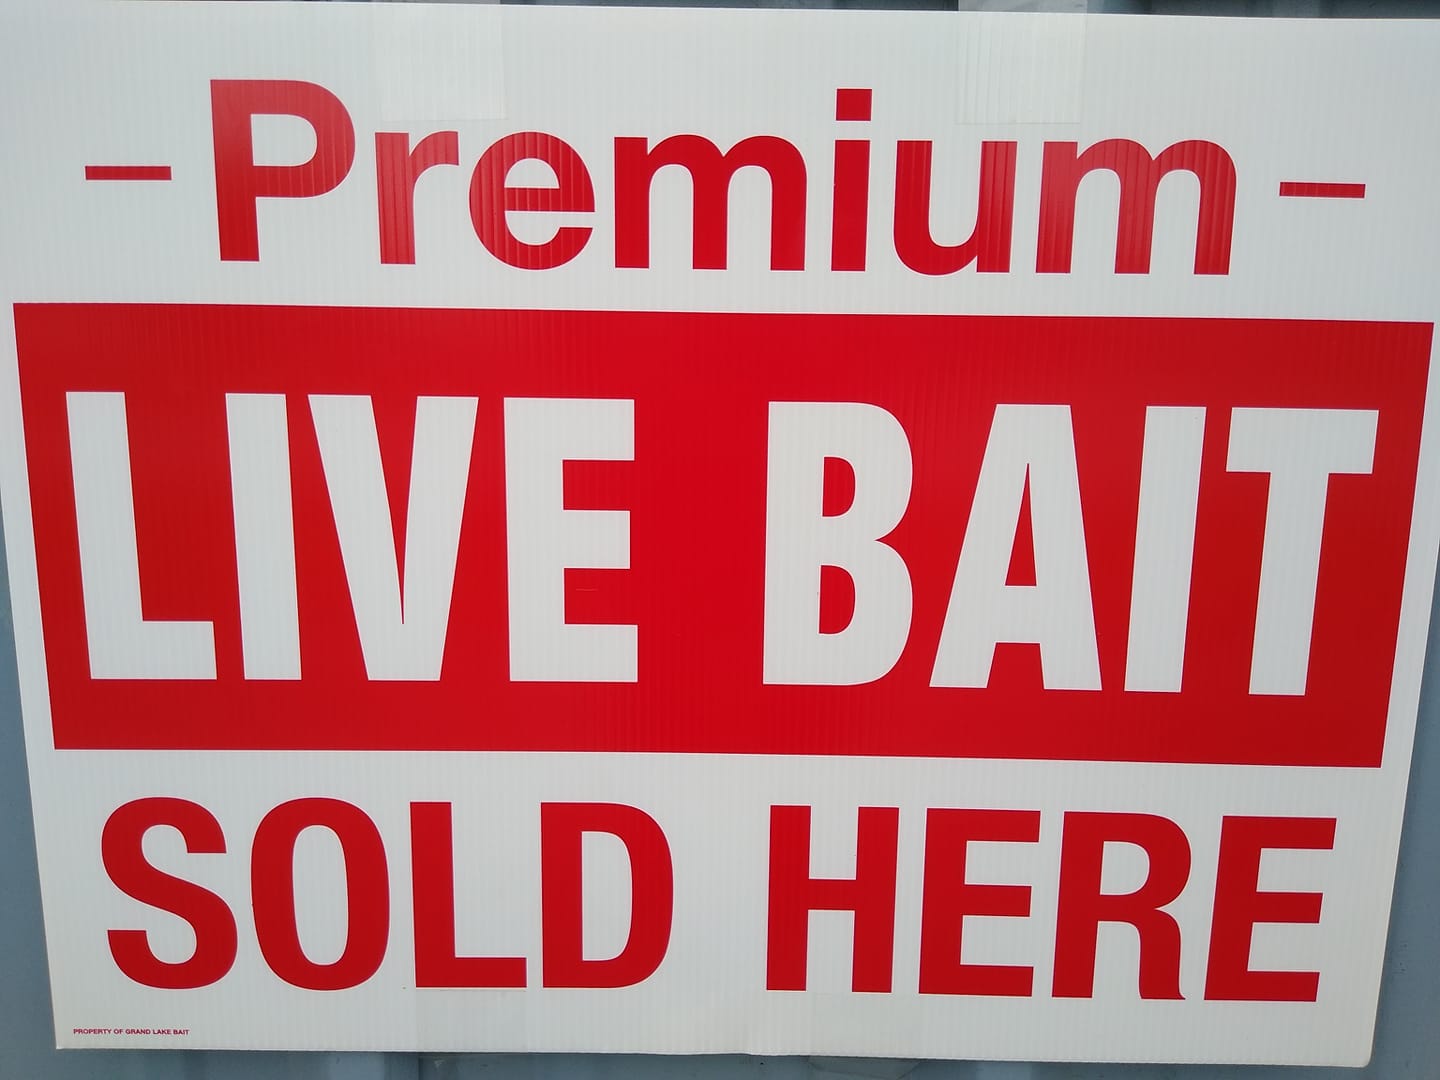 - Premium -
LIVE BAIT
SOLD HERE
PROPERTY OF GRAND LAKE BAIT